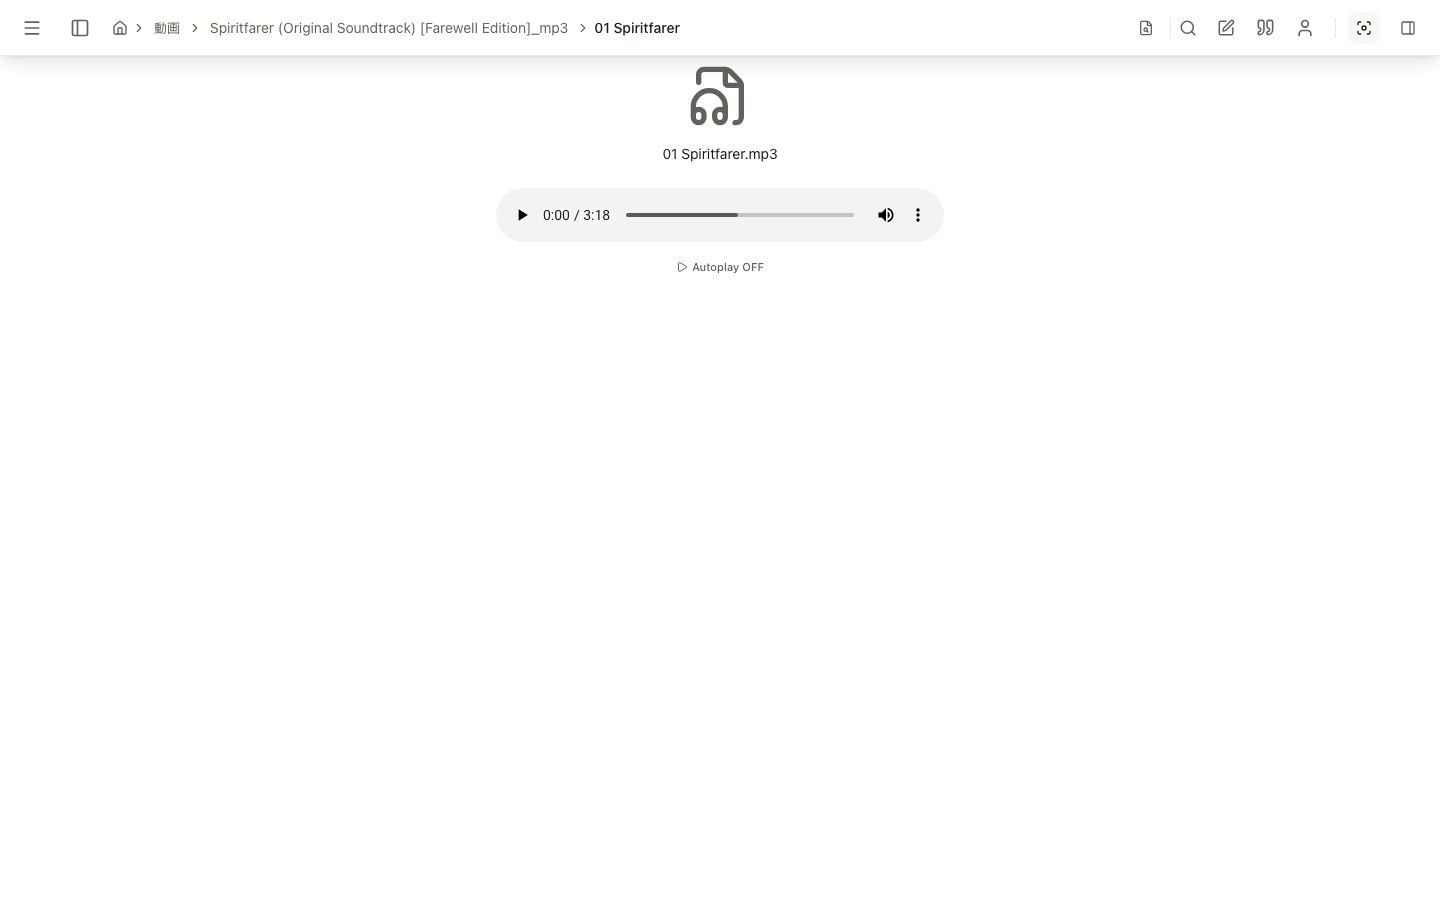 動画 Spiritfarer (Original Soundtrack) [Farewell Edition]_mp3 01 Spiritfarer
01 Spiritfarer.mp3
0:00 / 3:18
Autoplay OFF